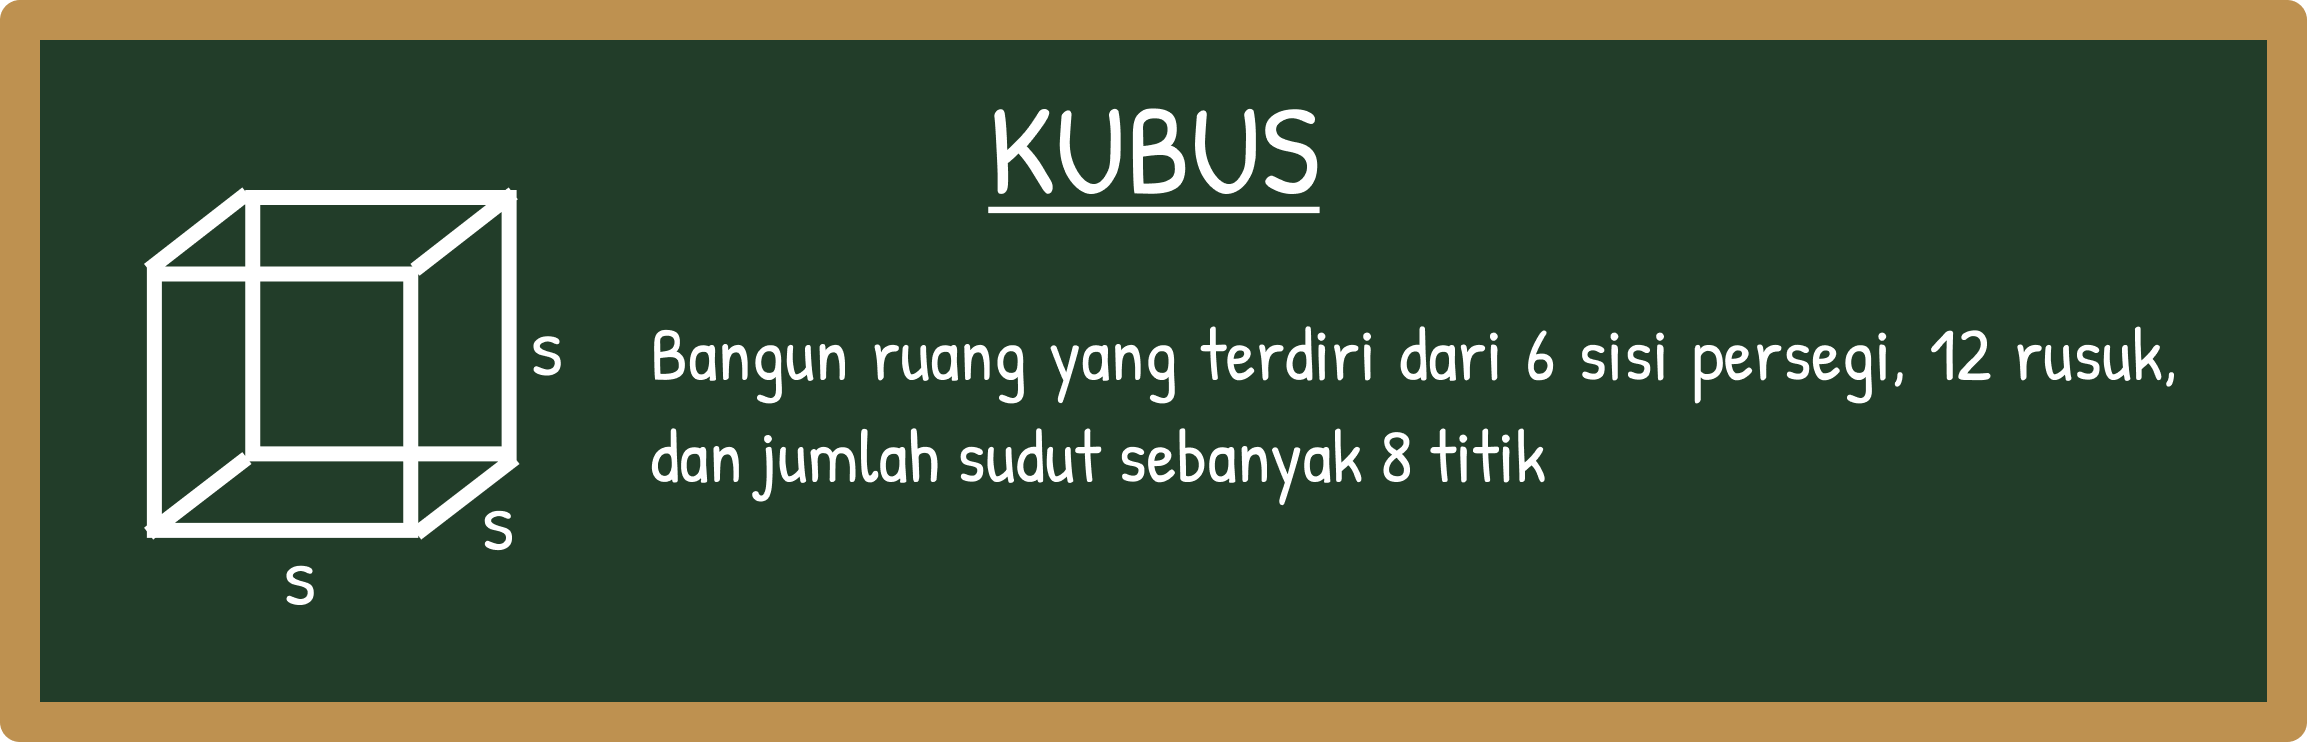 KUBUS
s
Bangun ruang yang terdiri dari 6 sisi persegi, 12 rusuk,
dan jumlah sudut sebanyak 8 titik
s
s